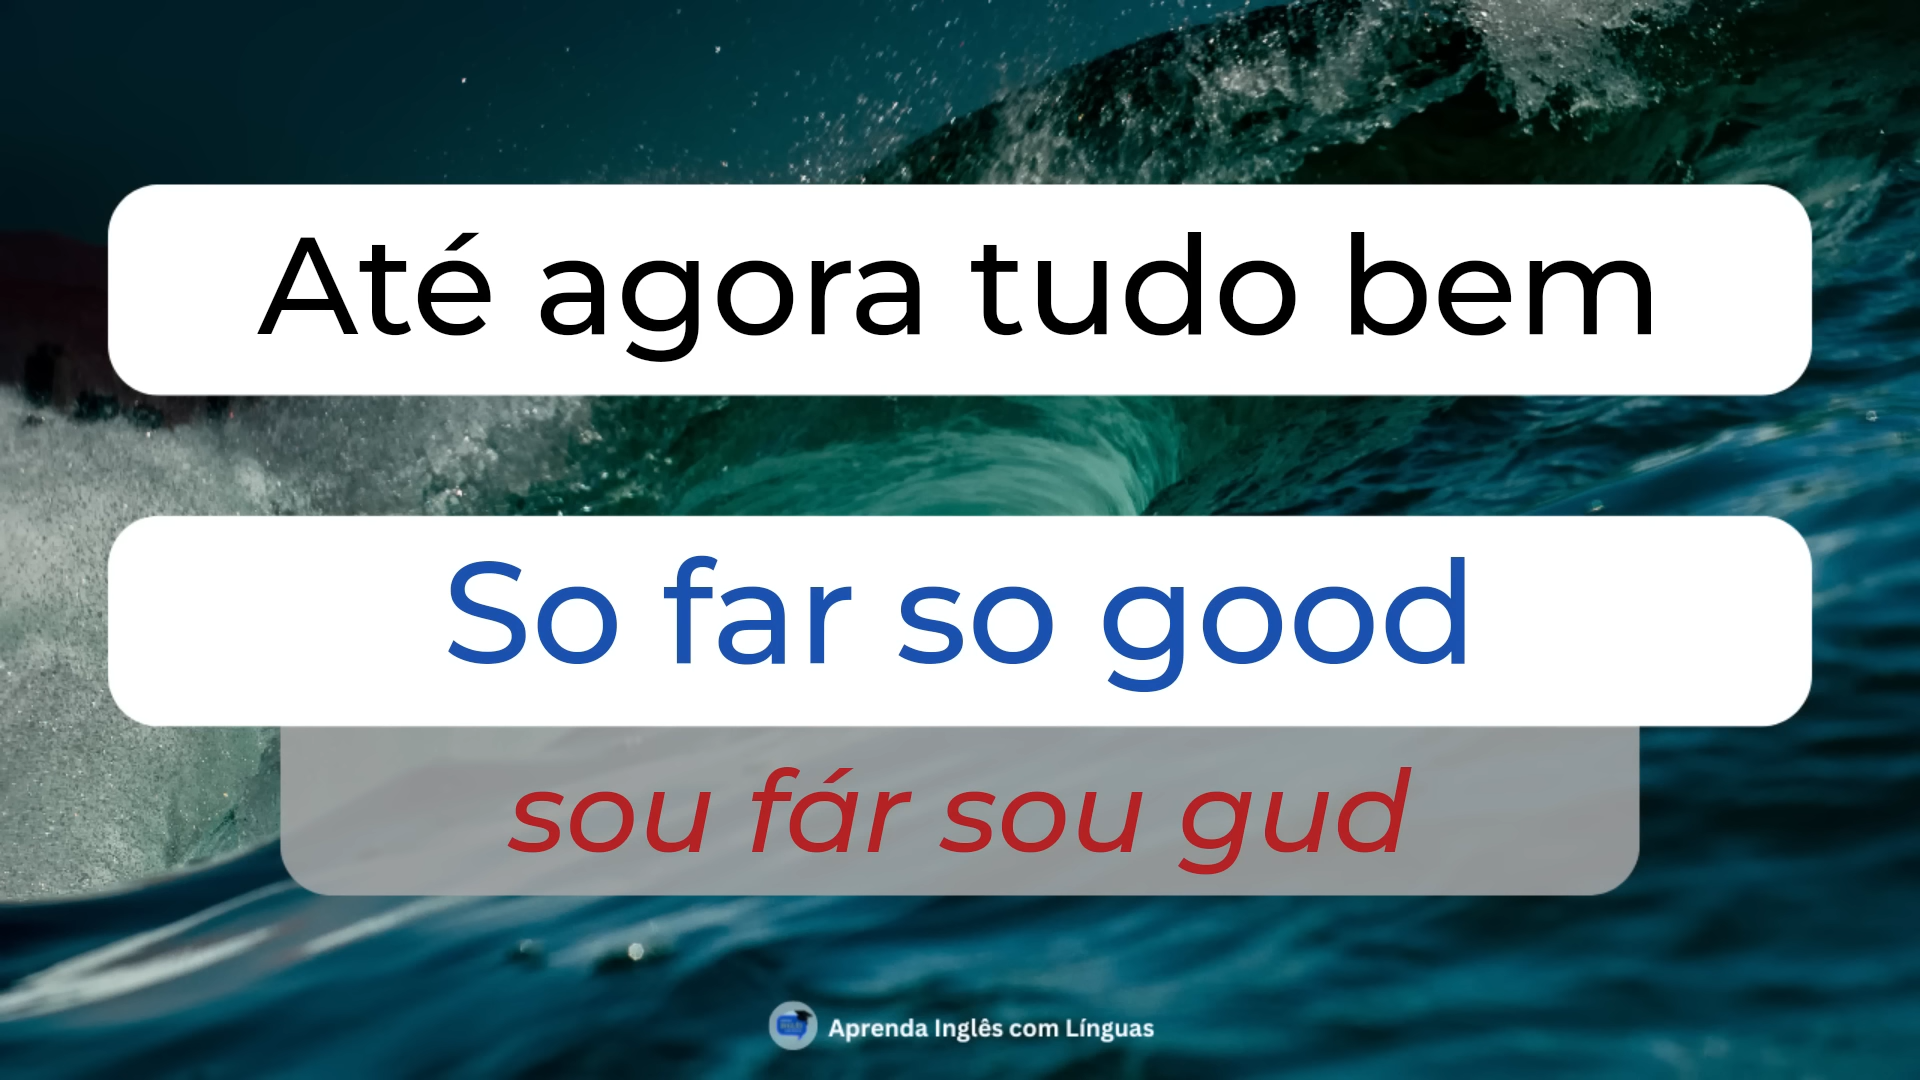 Até agora tudo bem
So far so good
sou fár sou gud
Aprenda Inglês com Línguas